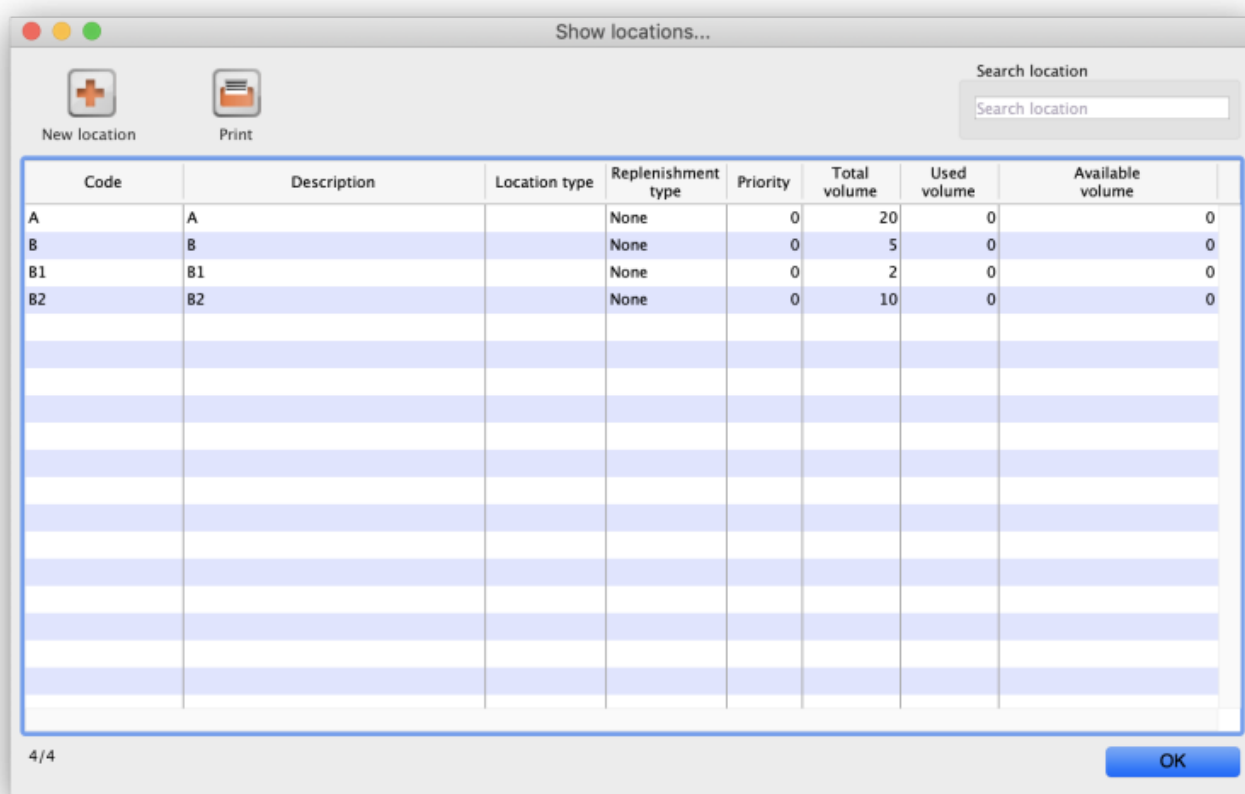 Show locations...
Search location
New location
Print
Search location
Code Description Location type Replenishment type Priority Total volume Used volume Available volume
A A None 0 20 0 0
B B None 0 5 0 0
B1 B1 None 0 2 0 0
B2 B2 None 0 10 0 0
4/4
OK